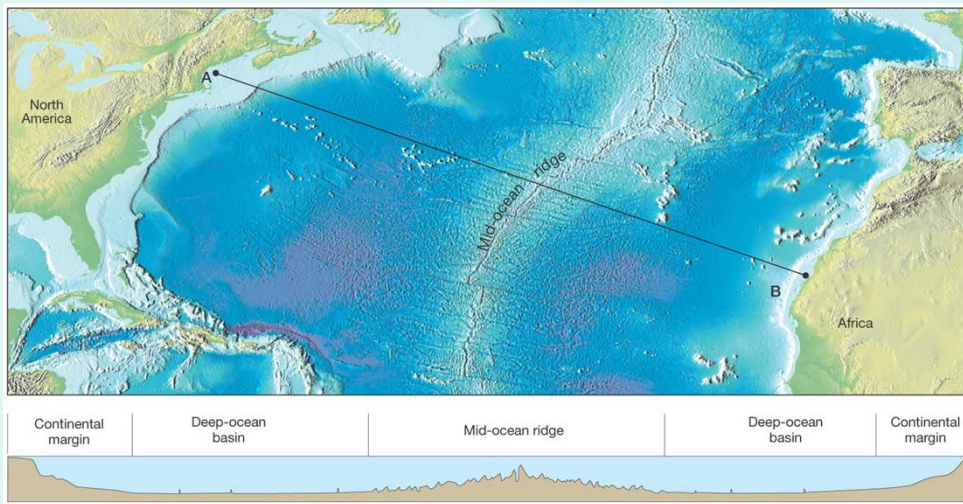 A
North
America
Mid-ocean ridge
B
Africa
Continental
margin
Deep-ocean
basin
Mid-ocean ridge
Deep-ocean
basin
Continental
margin